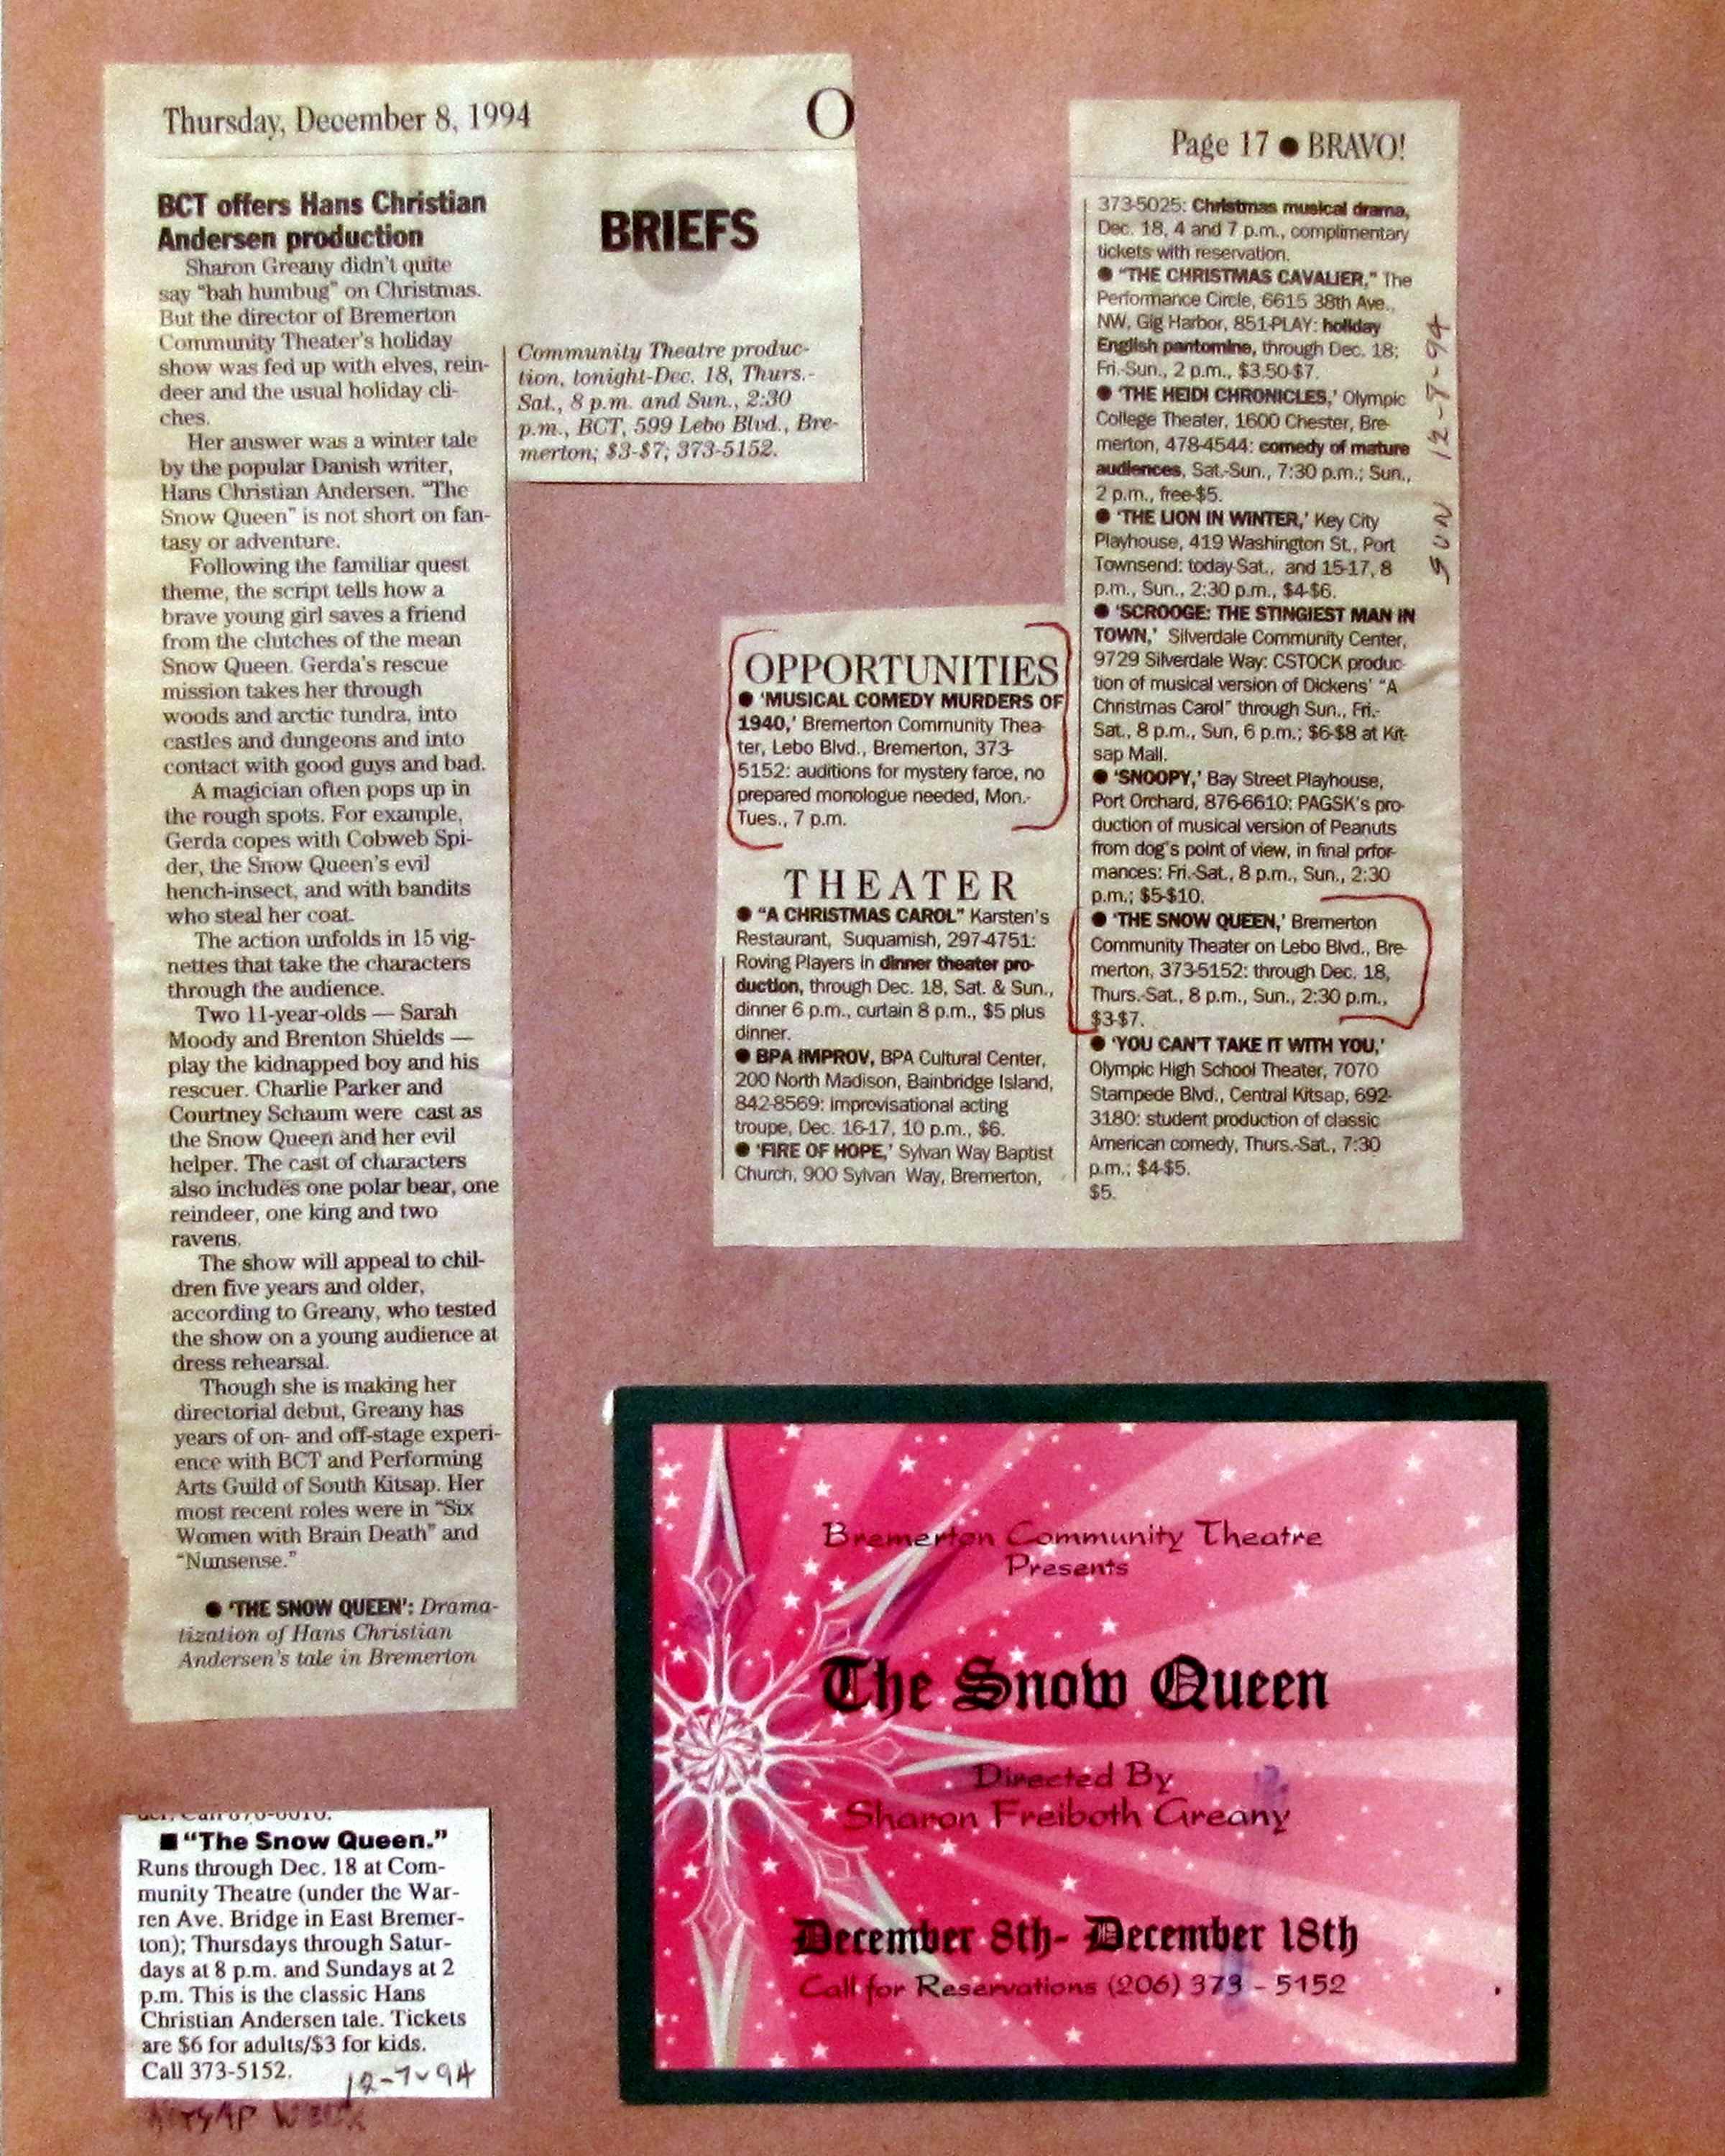 Thursday, December 8, 1994
O
BCT offers Hans Christian
Andersen production
Sharon Greany didn't quite
say "bah humbug" on Christmas.
But the director of Bremerton
Community Theater's holiday
show was fed up with elves, rein-
deer and the usual holiday cli-
ches.
Her answer was a winter tale
by the popular Danish writer,
Hans Christian Andersen. "The
Snow Queen" is not short on fan-
tasy or adventure.
Following the familiar quest
theme, the script tells how a
brave young girl saves a friend
from the clutches of the mean
Snow Queen. Gerda's rescue
mission takes her through
woods and arctic tundra, into
castles and dungeons and into
contact with good guys and bad.
A magician often pops up in
the rough spots. For example,
Gerda copes with Cobweb Spi-
der, the Snow Queen's evil
hench-insect, and with bandits
who steal her coat.
The action unfolds in 15 vig-
nettes that take the characters
through the audience.
Two 11-year-olds — Sarah
Moody and Brenton Shields —
play the kidnapped boy and his
rescuer. Charlie Parker and
Courtney Schaum were cast as
the Snow Queen and her evil
helper. The cast of characters
also includes one polar bear, one
reindeer, one king and two
ravens.
The show will appeal to chil-
dren five years and older,
according to Greany, who tested
the show on a young audience at
dress rehearsal.
Though she is making her
directorial debut, Greany has
years of on- and off-stage experi-
ence with BCT and Performing
Arts Guild of South Kitsap. Her
most recent roles were in "Six
Women with Brain Death" and
"Nunsense."
● 'THE SNOW QUEEN': Drama-
tization of Hans Christian
Andersen's tale in Bremerton
BRIEFS
Community Theatre produc-
tion, tonight-Dec. 18, Thurs.-
Sat., 8 p.m. and Sun., 2:30
p.m., BCT, 599 Lebo Blvd., Bre-
merton; $3-$7; 373-5152.
OPPORTUNITIES
● 'MUSICAL COMEDY MURDERS OF
1940,' Bremerton Community Thea-
ter, Lebo Blvd., Bremerton, 373-
5152: auditions for mystery farce, no
prepared monologue needed, Mon.-
Tues., 7 p.m.
THEATER
● "A CHRISTMAS CAROL" Karsten's
Restaurant, Suquamish, 297-4751:
Roving Players in dinner theater pro-
duction, through Dec. 18, Sat. & Sun.,
dinner 6 p.m., curtain 8 p.m., $5 plus
dinner.
● BPA IMPROV, BPA Cultural Center,
200 North Madison, Bainbridge Island,
842-8569: improvisational acting
troupe, Dec. 16-17, 10 p.m., $6.
● 'FIRE OF HOPE,' Sylvan Way Baptist
Church, 900 Sylvan Way, Bremerton,
Page 17 ● BRAVO!
373-5025: Christmas musical drama,
Dec. 18, 4 and 7 p.m., complimentary
tickets with reservation.
● "THE CHRISTMAS CAVALIER," The
Performance Circle, 6615 38th Ave.,
NW, Gig Harbor, 851-PLAY: holiday
English pantomine, through Dec. 18;
Fri.-Sun., 2 p.m., $3.50-$7.
● 'THE HEIDI CHRONICLES,' Olympic
College Theater, 1600 Chester, Bre-
merton, 478-4544: comedy of mature
audiences, Sat.-Sun., 7:30 p.m.; Sun.,
2 p.m., free-$5.
● 'THE LION IN WINTER,' Key City
Playhouse, 419 Washington St., Port
Townsend: today-Sat., and 15-17, 8
p.m., Sun., 2:30 p.m., $4-$6.
● 'SCROOGE: THE STINGIEST MAN IN
TOWN,' Silverdale Community Center,
9729 Silverdale Way: CSTOCK produc-
tion of musical version of Dickens' "A
Christmas Carol" through Sun., Fri.-
Sat., 8 p.m., Sun, 6 p.m.; $6-$8 at Kit-
sap Mall.
● 'SNOOPY,' Bay Street Playhouse,
Port Orchard, 876-6610: PAGSK's pro-
duction of musical version of Peanuts
from dog's point of view, in final prfor-
mances: Fri.-Sat., 8 p.m., Sun., 2:30
p.m.; $5-$10.
● 'THE SNOW QUEEN,' Bremerton
Community Theater on Lebo Blvd., Bre-
merton, 373-5152: through Dec. 18,
Thurs.-Sat., 8 p.m., Sun., 2:30 p.m.,
$3-$7.
● 'YOU CAN'T TAKE IT WITH YOU,'
Olympic High School Theater, 7070
Stampede Blvd., Central Kitsap, 692-
3180: student production of classic
American comedy, Thurs.-Sat., 7:30
p.m.; $4-$5.
$5.
SUN 12-7-94
■ "The Snow Queen."
Runs through Dec. 18 at Com-
munity Theatre (under the War-
ren Ave. Bridge in East Bremer-
ton); Thursdays through Satur-
days at 8 p.m. and Sundays at 2
p.m. This is the classic Hans
Christian Andersen tale. Tickets
are $6 for adults/$3 for kids.
Call 373-5152.
12-7-94
KITSAP WEEK
Bremerton Community Theatre
Presents
The Snow Queen
Directed By
Sharon Freiboth Greany
December 8th- December 18th
Call for Reservations (206) 373 - 5152